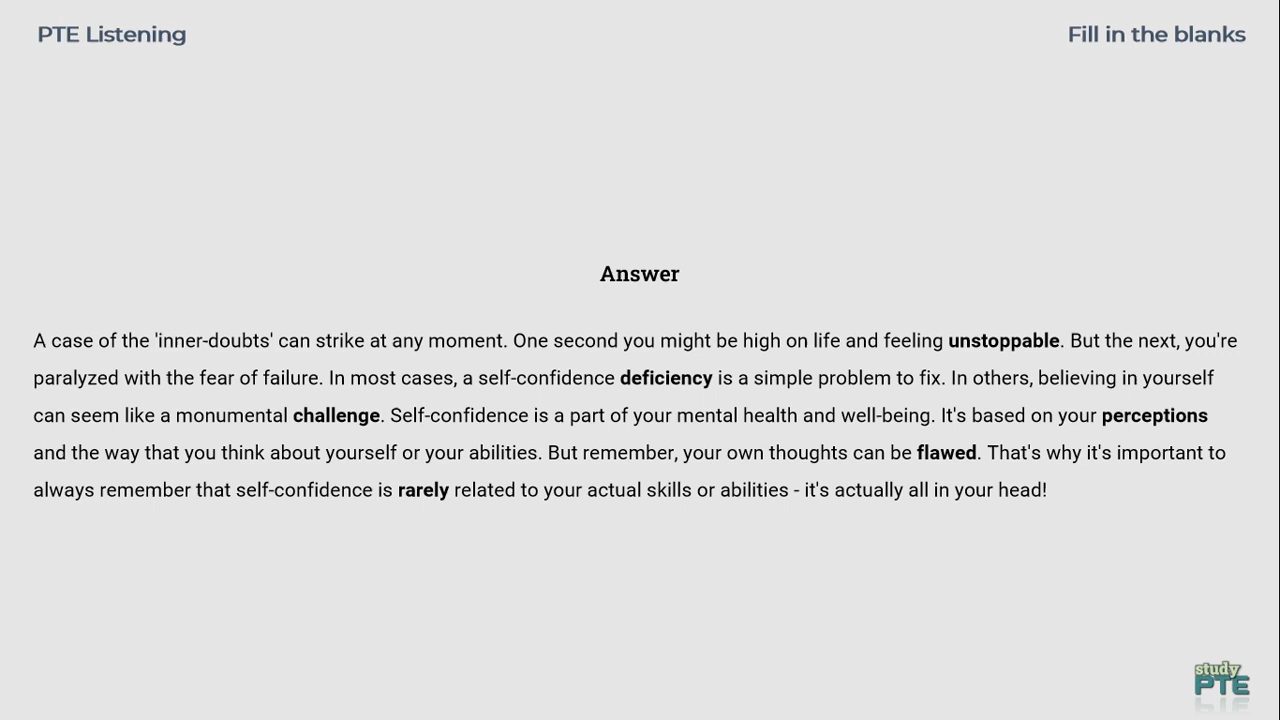 PTE Listening
Fill in the blanks
Answer
A case of the 'inner-doubts' can strike at any moment. One second you might be high on life and feeling unstoppable. But the next, you're
paralyzed with the fear of failure. In most cases, a self-confidence deficiency is a simple problem to fix. In others, believing in yourself
can seem like a monumental challenge. Self-confidence is a part of your mental health and well-being. It's based on your perceptions
and the way that you think about yourself or your abilities. But remember, your own thoughts can be flawed. That's why it's important to
always remember that self-confidence is rarely related to your actual skills or abilities - it's actually all in your head!
study
PTE